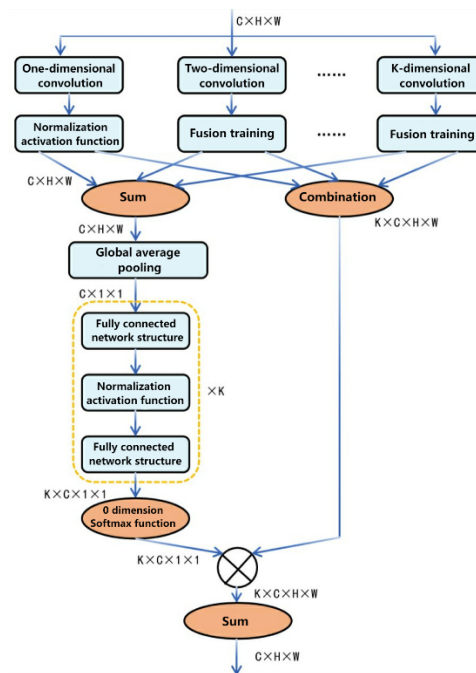 C×H×W
One-dimensional
convolution
Two-dimensional
convolution
······
K-dimensional
convolution
Normalization
activation function
Fusion training
······
Fusion training
C×H×W
Sum
Combination
K×C×H×W
C×H×W
Global average
pooling
C×1×1
Fully connected
network structure
Normalization
activation function
×K
Fully connected
network structure
K×C×1×1
0 dimension
Softmax function
K×C×1×1
K×C×H×W
Sum
C×H×W